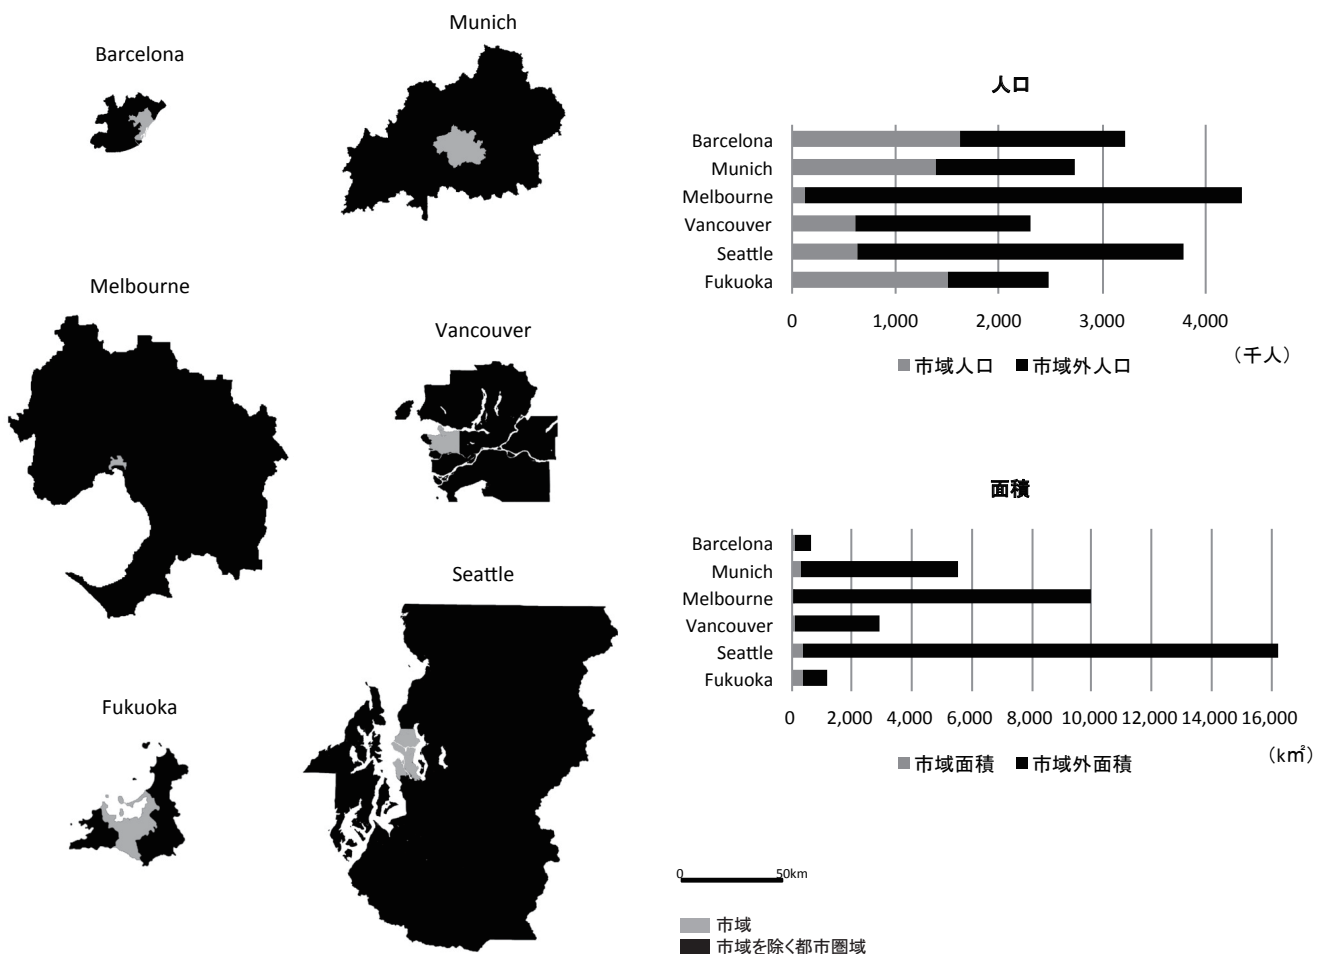 Barcelona
Munich
Melbourne
Vancouver
Seattle
Fukuoka
人口
Barcelona
Munich
Melbourne
Vancouver
Seattle
Fukuoka
0 1,000 2,000 3,000 4,000
（千人）
市域人口 市域外人口
面積
Barcelona
Munich
Melbourne
Vancouver
Seattle
Fukuoka
0 2,000 4,000 6,000 8,000 10,000 12,000 14,000 16,000
（k㎡）
市域面積 市域外面積
0 50km
市域
市域を除く都市圏域